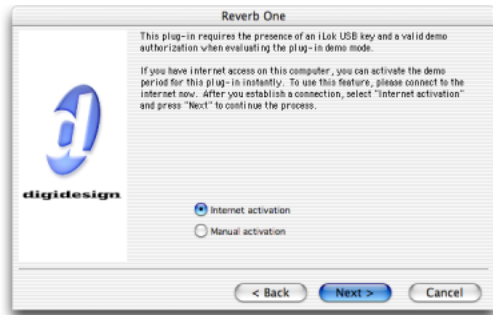 Reverb One
This plug-in requires the presence of an iLok USB key and a valid demo
authorization when evaluating the plug-in demo mode.
If you have internet access on this computer, you can activate the demo
period for this plug-in instantly. To use this feature, please connect to the
internet now. After you establish a connection, select "Internet activation"
and press "Next" to continue the process.
digidesign
Internet activation
Manual activation
< Back
Next >
Cancel